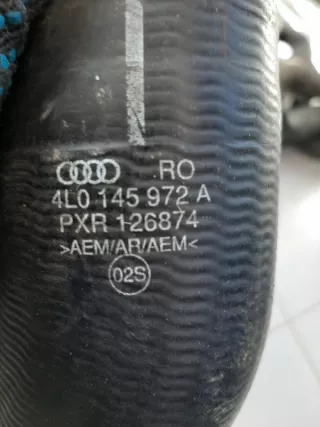 RO
4L0 145 972 A
PXR 126874
>AEM/AR/AEM<
02S